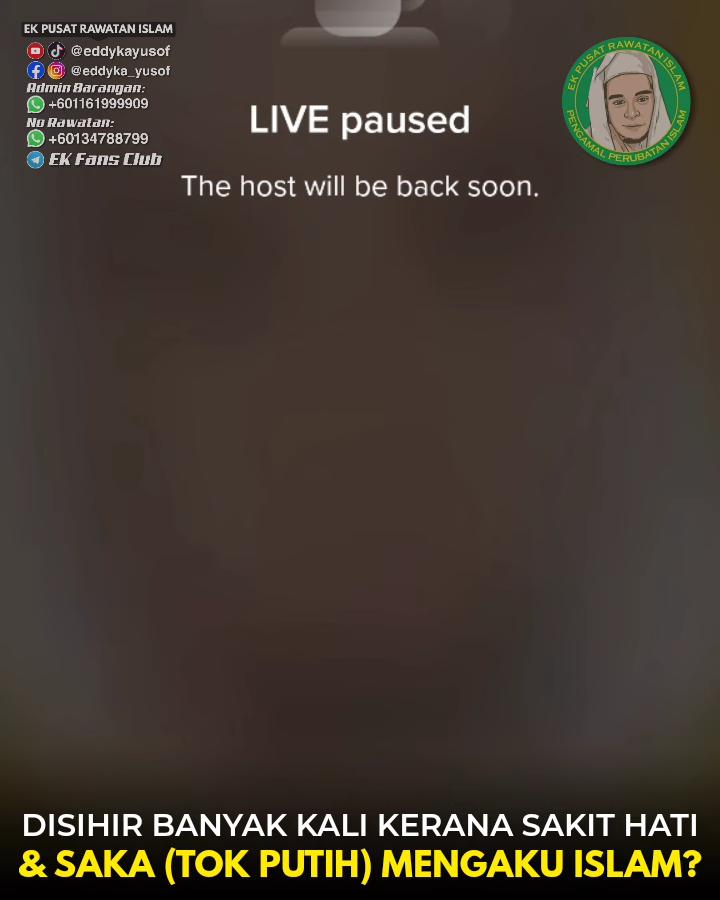 EK PUSAT RAWATAN ISLAM
@eddykayusof
@eddyka_yusof
Admin Barangan:
+601161999909
No Rawatan:
+60134788799
EK Fans Club
EK PUSAT RAWATAN ISLAM
PENGAMAL PERUBATAN ISLAM
LIVE paused
The host will be back soon.
DISIHIR BANYAK KALI KERANA SAKIT HATI
& SAKA (TOK PUTIH) MENGAKU ISLAM?